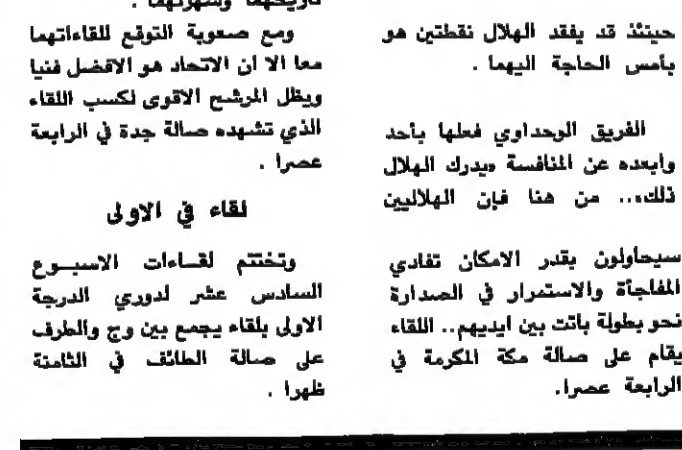 حينئذ قد يفقد الهلال نقطتين هو
بأمس الحاجة اليهما .
الفريق الوحداوي فعلها بأحد
وابعده عن المنافسة ويدرك الهلال
ذلك... من هنا فإن الهلاليين
سيحاولون بقدر الامكان تفادي
المفاجأة والاستمرار في الصدارة
نحو بطولة باتت بين ايديهم.. اللقاء
يقام على صالة مكة المكرمة في
الرابعة عصرا.
تاريخهما وشهرتهما .
ومع صعوبة التوقع للقاءاتهما
معا الا ان الاتحاد هو الافضل فنيا
ويظل المرشح الاقوى لكسب اللقاء
الذي تشهده صالة جدة في الرابعة
عصرا .
لقاء في الاولى
وتختتم لقاءات الاسبوع
السادس عشر لدوري الدرجة
الاولى بلقاء يجمع بين وج والطرف
على صالة الطائف في الثامنة
ظهرا .